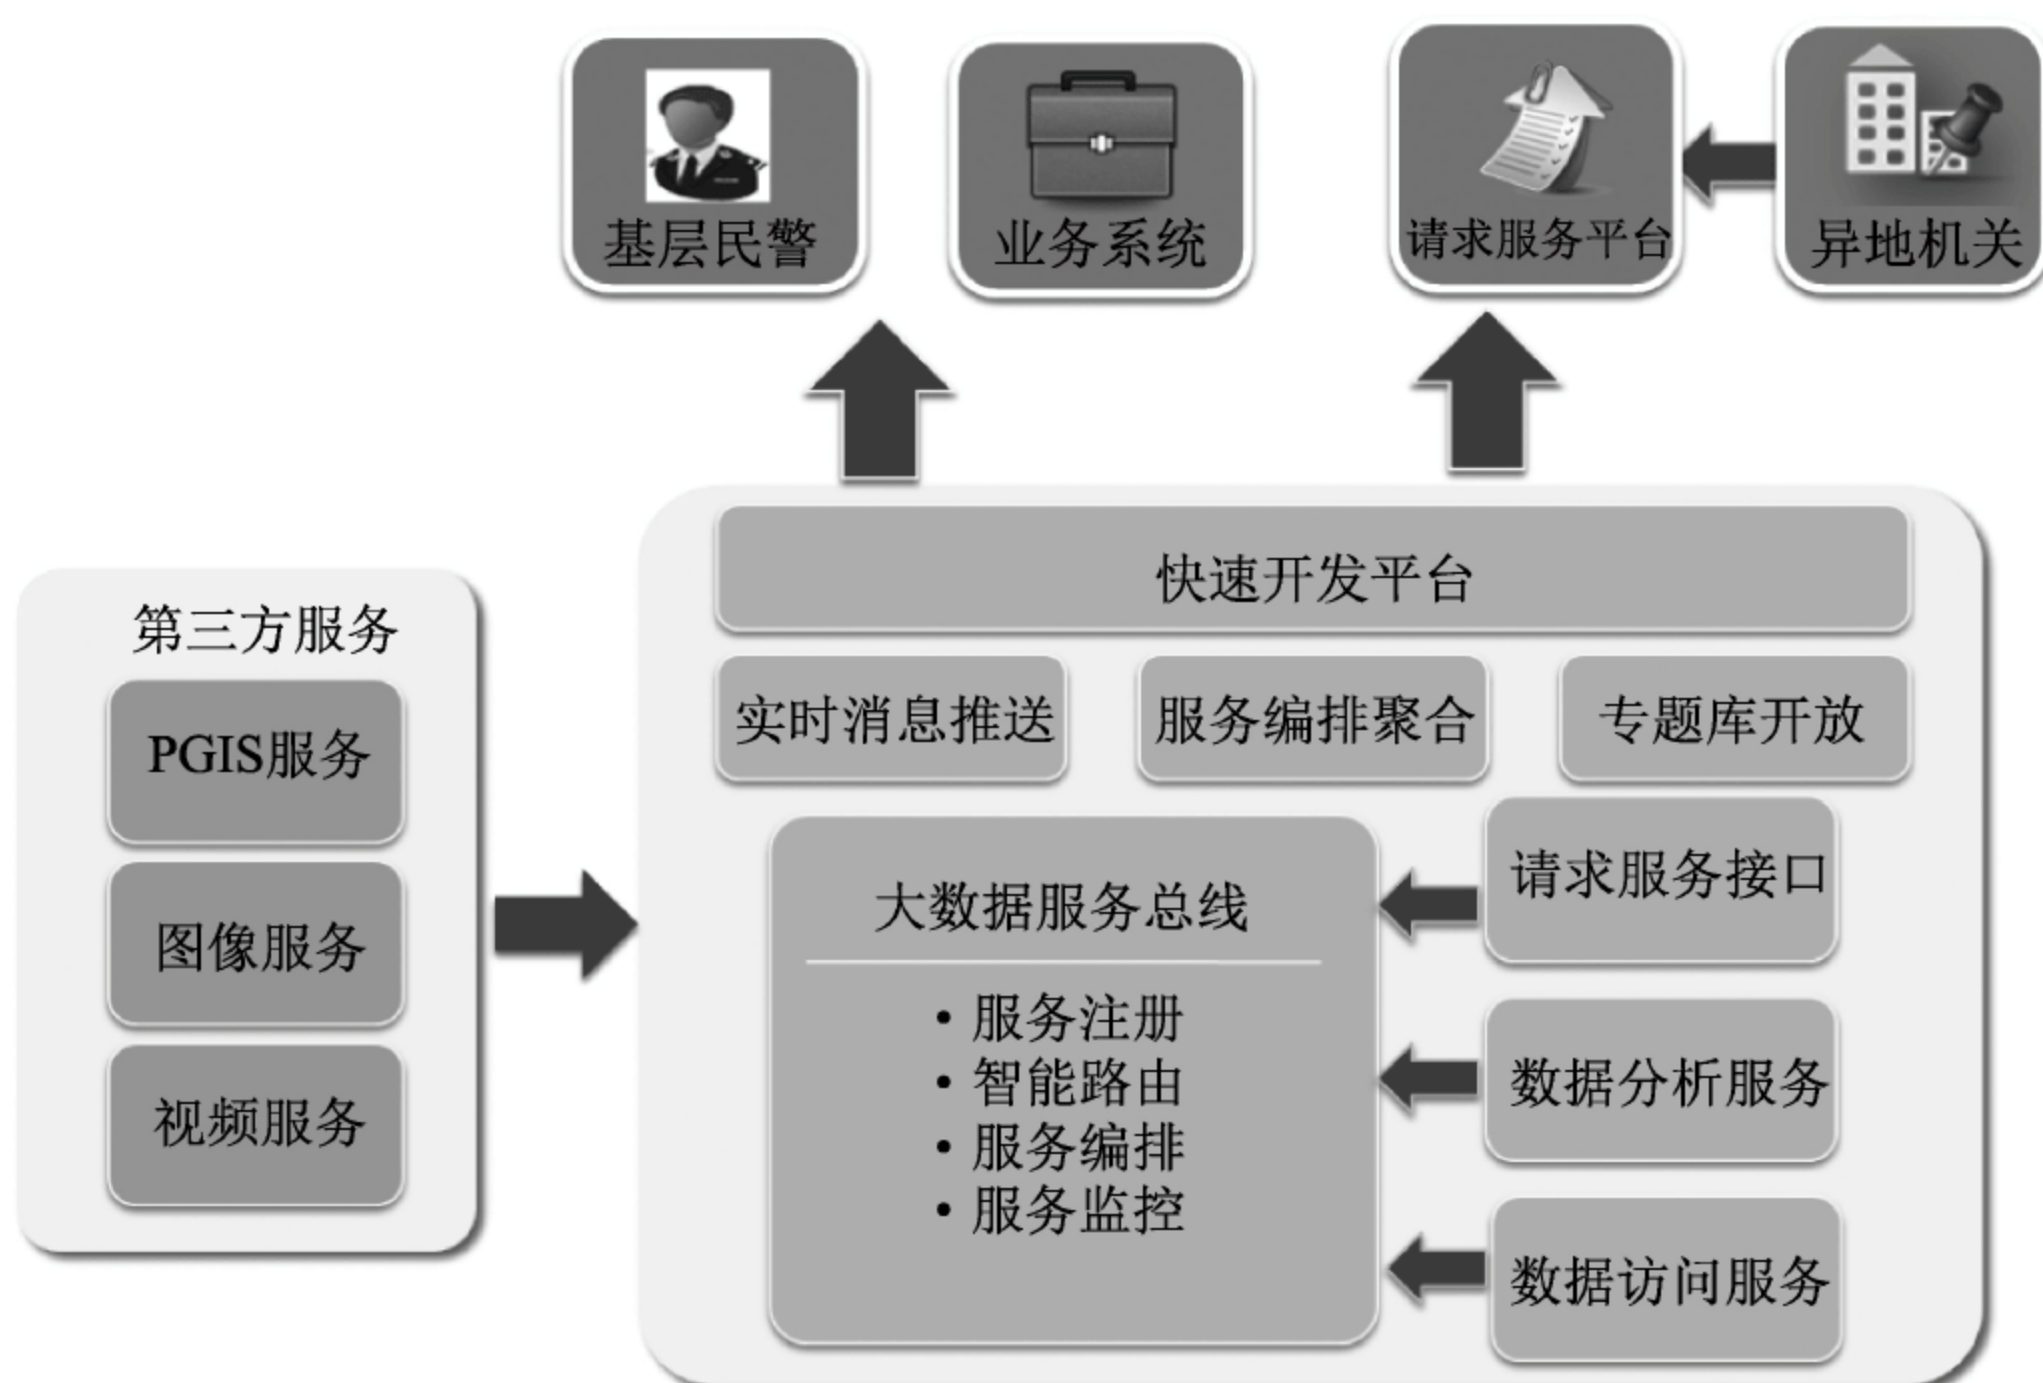 基层民警
业务系统
请求服务平台
异地机关
快速开发平台
第三方服务
PGIS服务
图像服务
视频服务
实时消息推送
服务编排聚合
专题库开放
大数据服务总线
• 服务注册
• 智能路由
• 服务编排
• 服务监控
请求服务接口
数据分析服务
数据访问服务